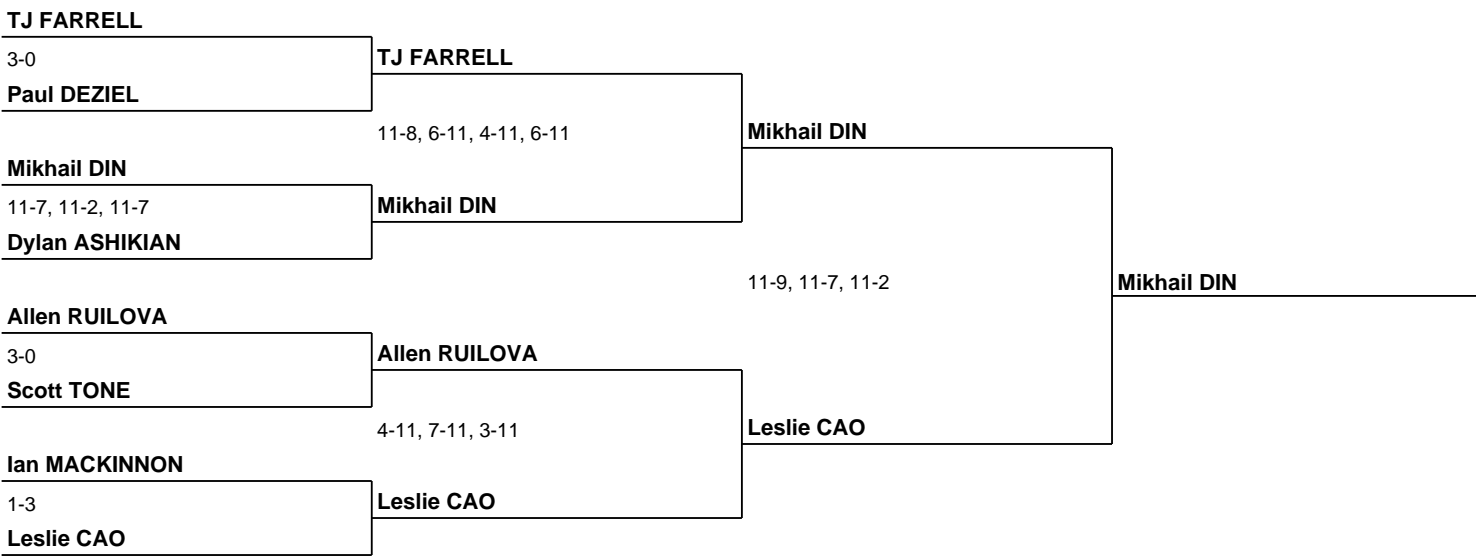 TJ FARRELL
3-0
Paul DEZIEL
TJ FARRELL
11-8, 6-11, 4-11, 6-11
Mikhail DIN
Mikhail DIN
11-7, 11-2, 11-7
Dylan ASHIKIAN
Mikhail DIN
11-9, 11-7, 11-2
Mikhail DIN
Allen RUILOVA
3-0
Scott TONE
Allen RUILOVA
4-11, 7-11, 3-11
Leslie CAO
Ian MACKINNON
1-3
Leslie CAO
Leslie CAO